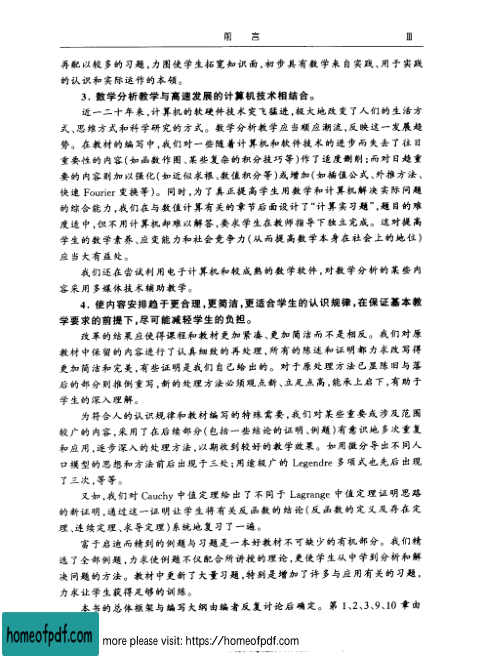 前 言 Ⅲ
再配以较多的习题,力图使学生拓宽知识面,初步具有数学来自实践、用于实践
的认识和实际运作的本领。
3. 数学分析教学与高速发展的计算机技术相结合。
近一二十年来,计算机的软硬件技术突飞猛进,极大地改变了人们的生活方
式、思维方式和科学研究的方式。数学分析教学应当顺应潮流,反映这一发展趋
势。在教材的编写中,我们对一些随着计算机和软件技术的进步而失去了往日
重要性的内容(如函数作图、某些复杂的积分技巧等)作了适度删削;而对日趋重
要的内容则加以强化(如近似求根、数值积分等)或增加(如插值公式、外推方法、
快速 Fourier 变换等)。同时,为了真正提高学生用数学和计算机解决实际问题
的综合能力,我们在与数值计算有关的章节后面设计了“计算实习题”,题目的难
度适中,但不用计算机却难以解答,要求学生在教师指导下独立完成。这对提高
学生的数学素养、应变能力和社会竞争力(从而提高数学本身在社会上的地位)
应当大有益处。
我们还在尝试利用电子计算机和较成熟的数学软件,对数学分析的某些内
容采用多媒体技术辅助教学。
4. 使内容安排趋于更合理,更简洁,更适合学生的认识规律,在保证基本教
学要求的前提下,尽可能减轻学生的负担。
改革的结果应使得课程和教材更加紧凑、更加简洁而不是相反。我们对原
教材中保留的内容进行了认真细致的再处理,所有的陈述和证明都力求改写得
更加简洁和完美,有些证明是我们自己给出的。对于原处理方法已显陈旧与落
后的部分则推倒重写,新的处理方法必须观点新、立足点高,能承上启下,有助于
学生的深入理解。
为符合人的认识规律和教材编写的特殊需要,我们对某些重要或涉及范围
较广的内容,采用了在后续部分(包括一些结论的证明、例题)有意识地多次重复
和应用,逐步深入的处理方法,以期收到较好的教学效果。如用微分导出不同人
口模型的思想和方法前后出现于三处;用途极广的 Legendre 多项式也先后出现
了三次,等等。
又如,我们对 Cauchy 中值定理给出了不同于 Lagrange 中值定理证明思路
的新证明,通过这一证明让学生将有关反函数的结论(反函数的定义及存在定
理、连续定理、求导定理)系统地复习了一遍。
富于启迪而精到的例题与习题是一本好教材不可缺少的有机部分。我们精
选了全部例题,力求使例题不仅配合所讲授的理论,更使学生从中学到分析和解
决问题的方法。教材中更新了大量习题,特别是增加了许多与应用有关的习题,
力求让学生获得足够的训练。
本书的总体框架与编写大纲由编者反复讨论后确定。第 1、2、3、9、10 章由
homeofpdf.com more please visit: https://homeofpdf.com